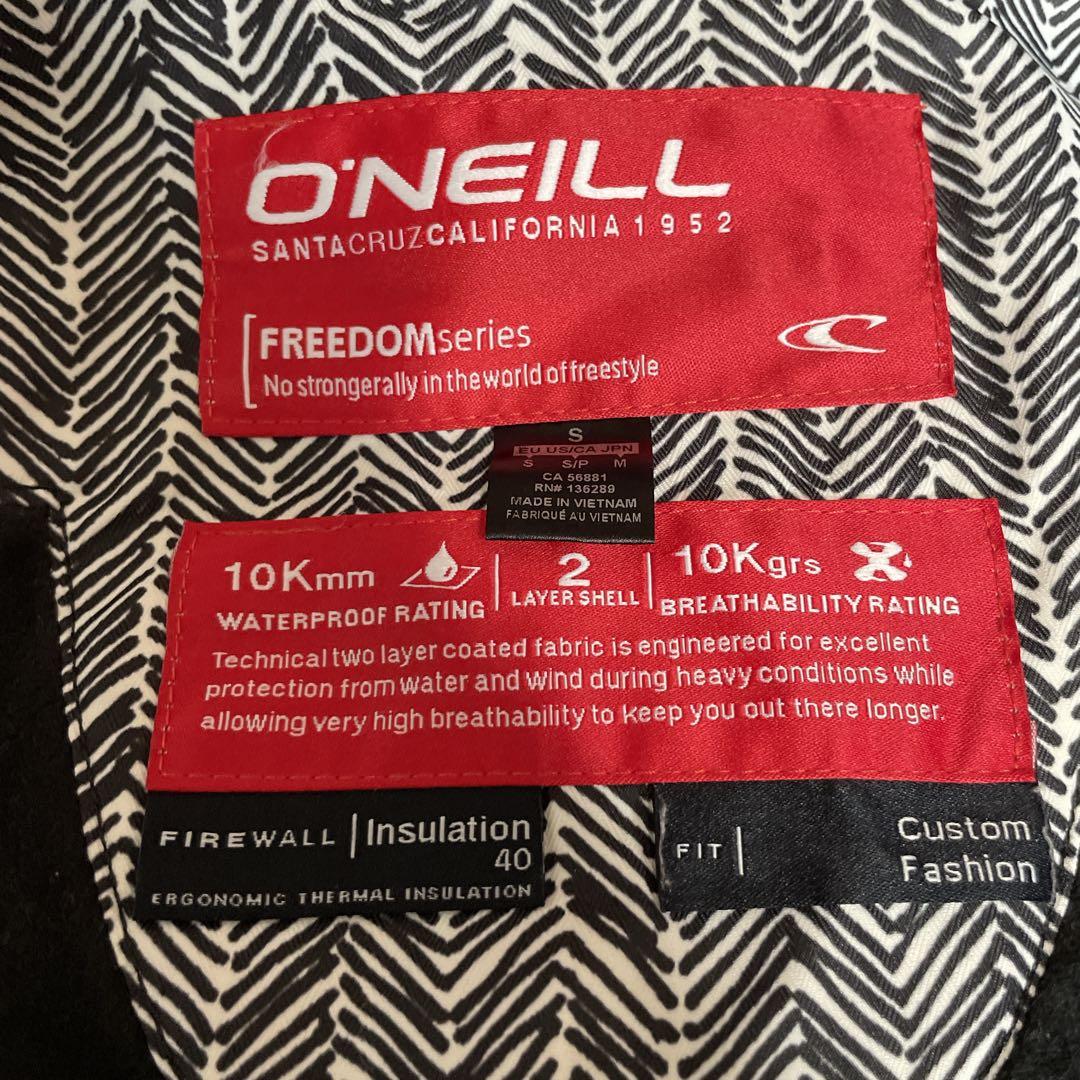 O'NEILL
SANTACRUZCALIFORNIA 1952
FREEDOMseries
No strongerally in the world of freestyle
S
EU US/CA JPN
S S/P M
CA 56881
RN# 136289
MADE IN VIETNAM
FABRIQUÉ AU VIETNAM
10Kmm
WATERPROOF RATING
2
LAYER SHELL
10Kgrs
BREATHABILITY RATING
Technical two layer coated fabric is engineered for excellent
protection from water and wind during heavy conditions while
allowing very high breathability to keep you out there longer.
FIREWALL | Insulation
40
ERGONOMIC THERMAL INSULATION
FIT | Custom
Fashion